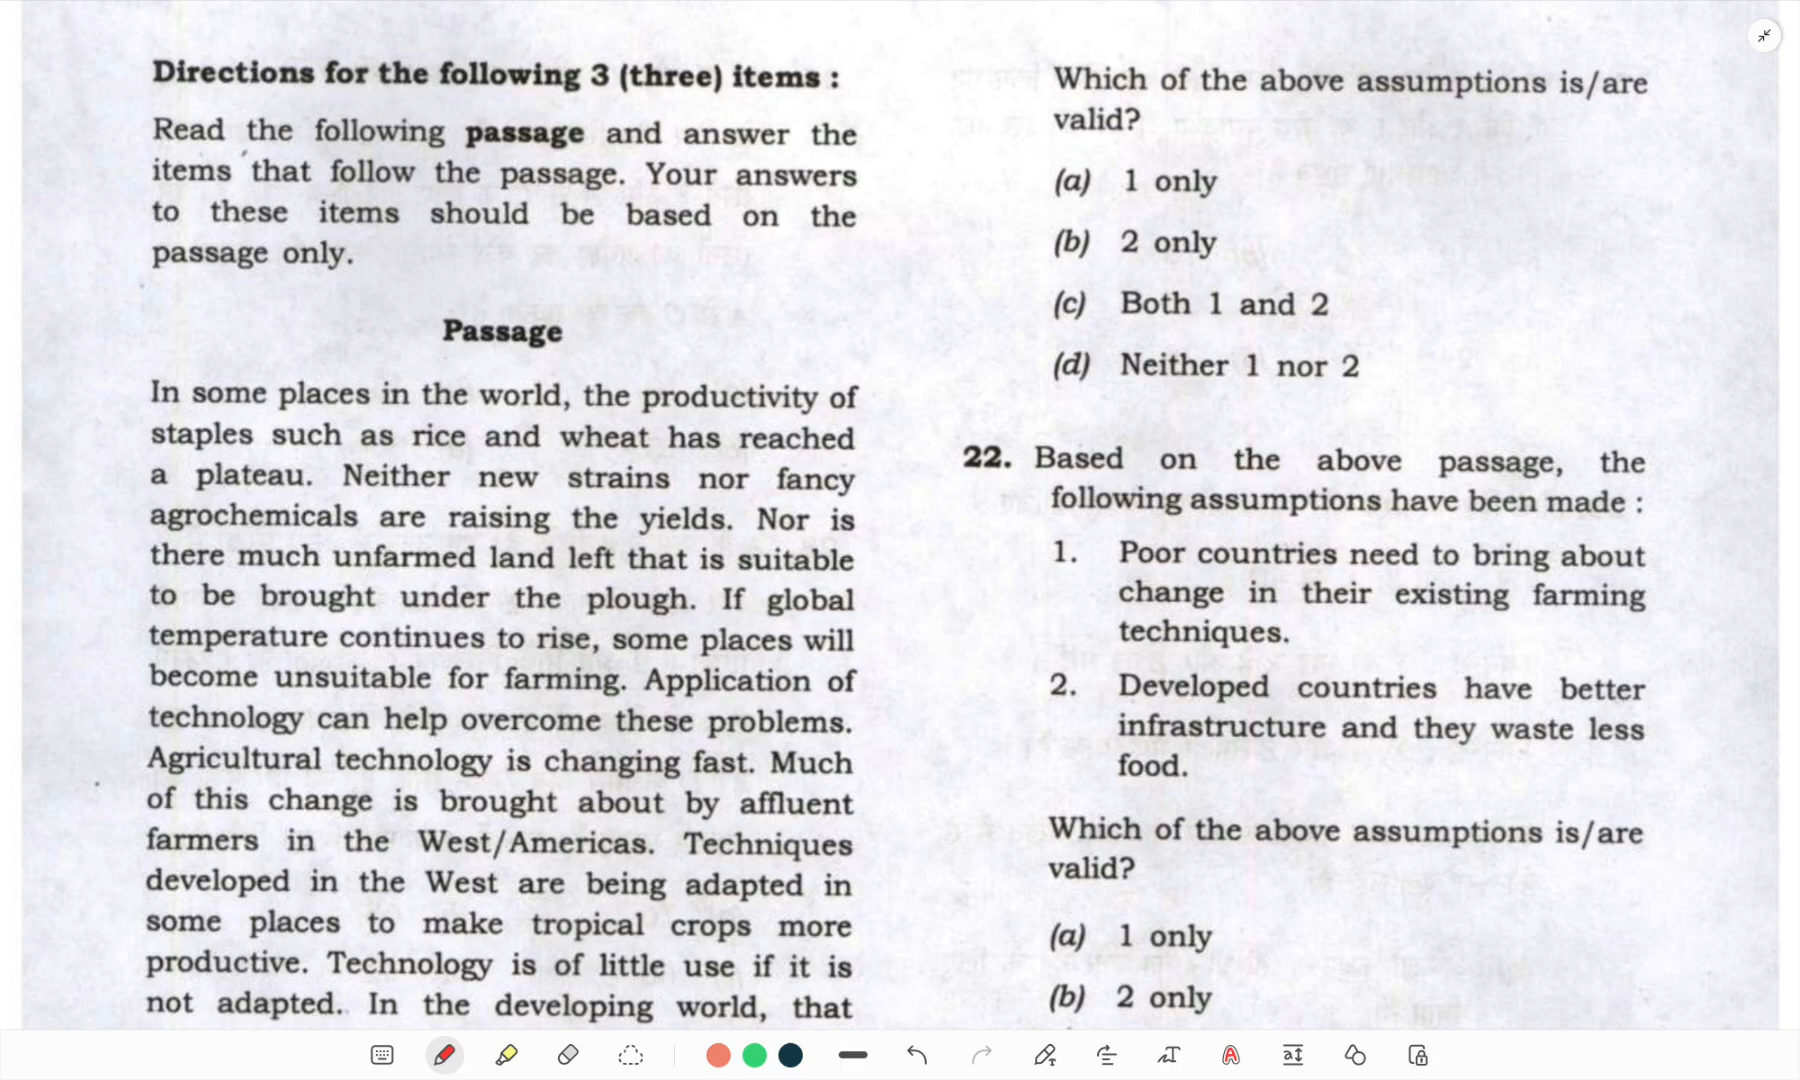 Directions for the following 3 (three) items :
Read the following passage and answer the
items that follow the passage. Your answers
to these items should be based on the
passage only.
Passage
In some places in the world, the productivity of
staples such as rice and wheat has reached
a plateau. Neither new strains nor fancy
agrochemicals are raising the yields. Nor is
there much unfarmed land left that is suitable
to be brought under the plough. If global
temperature continues to rise, some places will
become unsuitable for farming. Application of
technology can help overcome these problems.
Agricultural technology is changing fast. Much
of this change is brought about by affluent
farmers in the West/Americas. Techniques
developed in the West are being adapted in
some places to make tropical crops more
productive. Technology is of little use if it is
not adapted. In the developing world, that
Which of the above assumptions is/are
valid?
(a) 1 only
(b) 2 only
(c) Both 1 and 2
(d) Neither 1 nor 2
22. Based on the above passage, the
following assumptions have been made :
1. Poor countries need to bring about
change in their existing farming
techniques.
2. Developed countries have better
infrastructure and they waste less
food.
Which of the above assumptions is/are
valid?
(a) 1 only
(b) 2 only